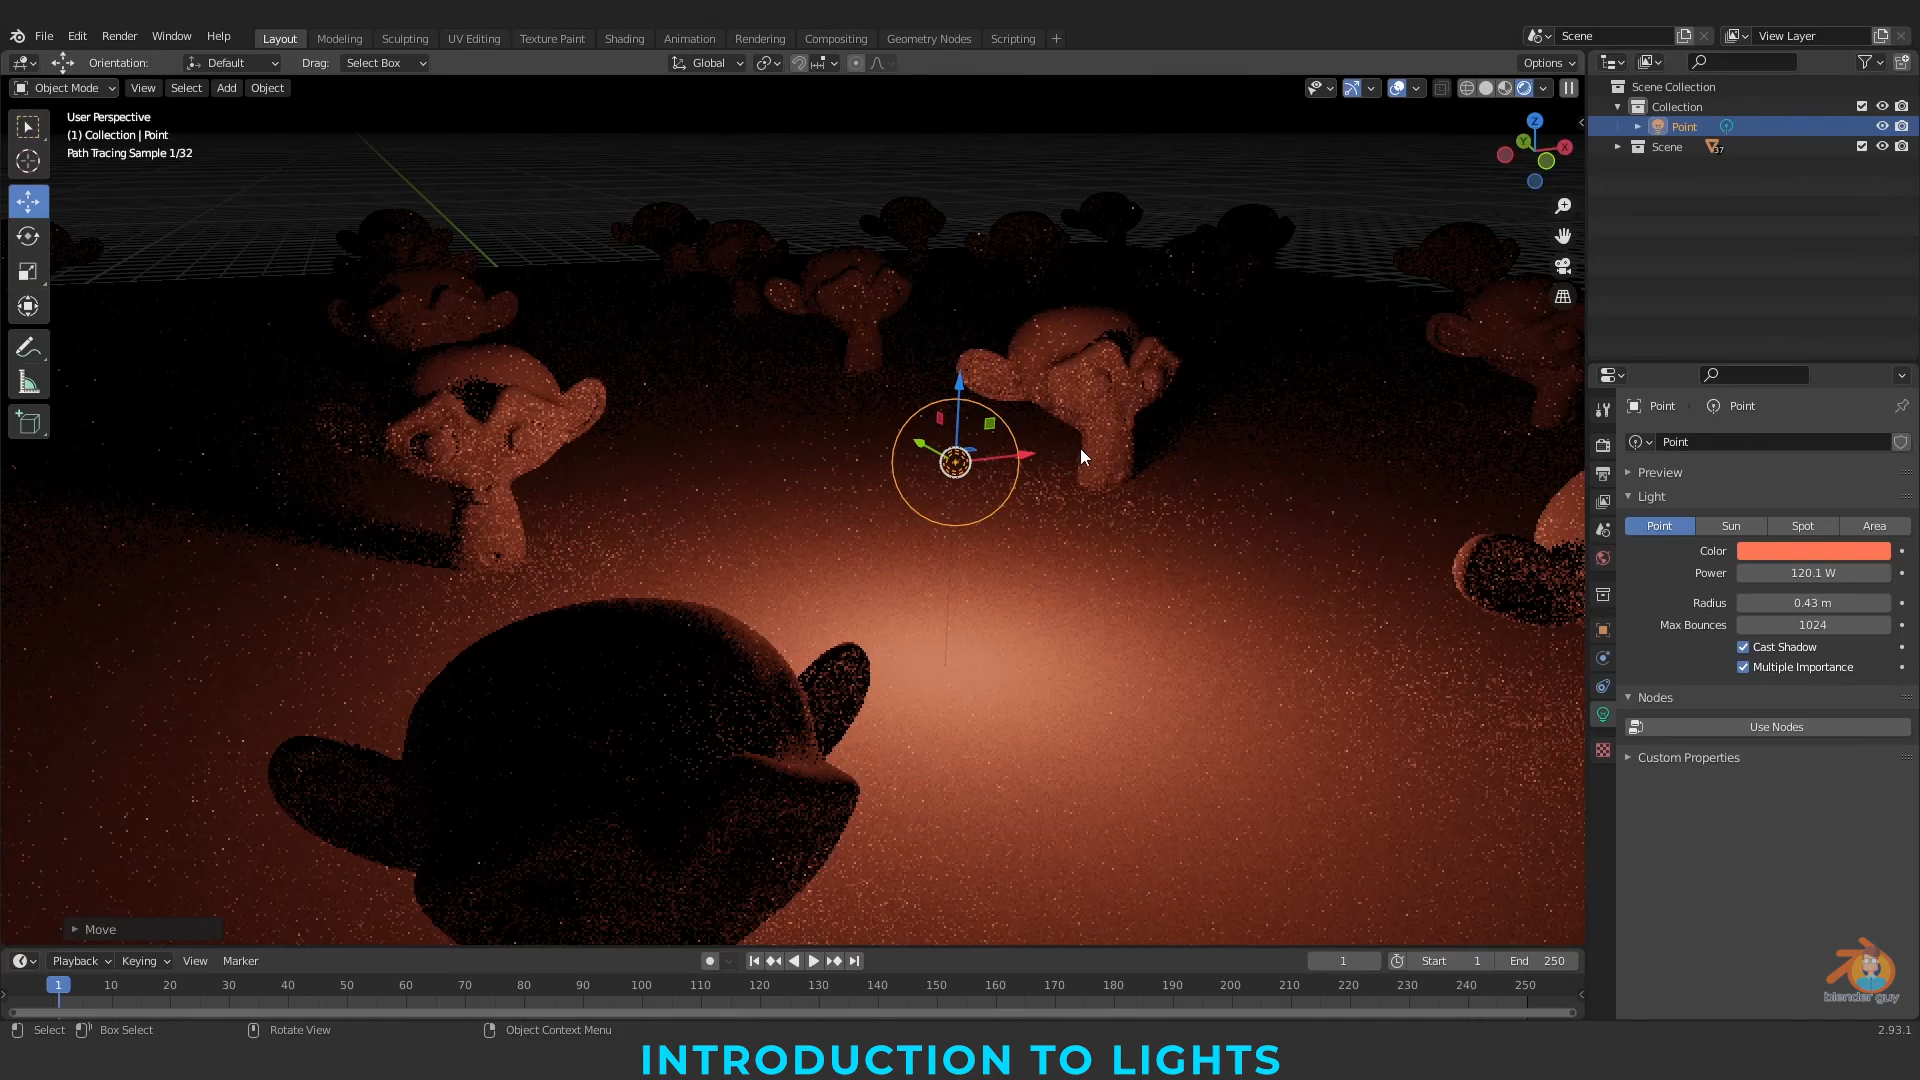 File Edit Render Window Help
Layout Modeling Sculpting UV Editing Texture Paint Shading Animation Rendering Compositing Geometry Nodes Scripting +
Scene
View Layer
Orientation: Default Drag: Select Box
Global
Options
Object Mode View Select Add Object
User Perspective
(1) Collection | Point
Path Tracing Sample 1/32
Z
Y
X
Scene Collection
Collection
Point
Scene 37
Point Point
Point
Preview
Light
Point Sun Spot Area
Color
Power 120.1 W
Radius 0.43 m
Max Bounces 1024
Cast Shadow
Multiple Importance
Nodes
Use Nodes
Custom Properties
Move
Playback Keying View Marker
1
Start 1
End 250
1 10 20 30 40 50 60 70 80 90 100 110 120 130 140 150 160 170 180 190 200 210 220 230 240 250
blender guy
Select Box Select Rotate View Object Context Menu
2.93.1
INTRODUCTION TO LIGHTS